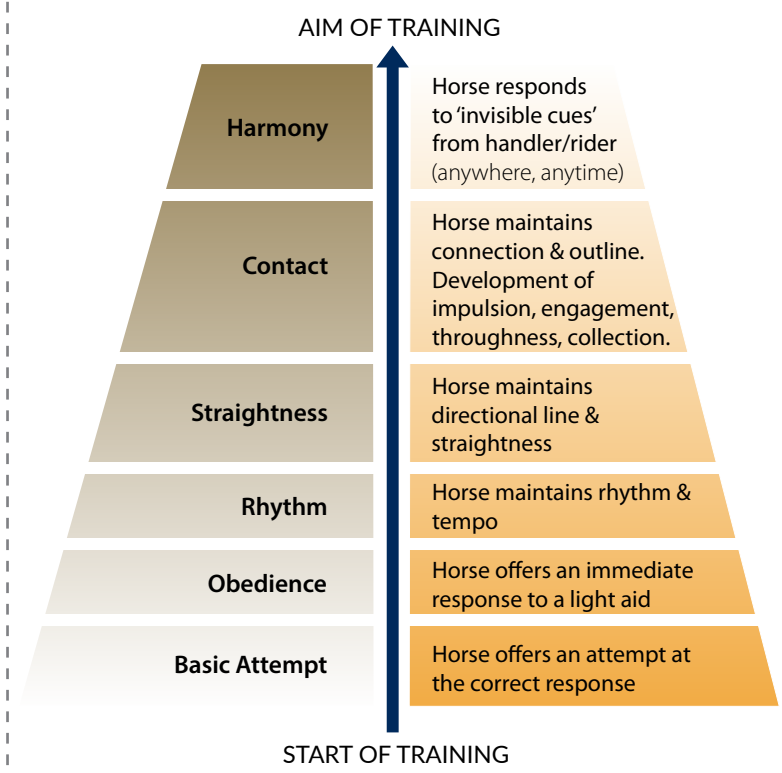 AIM OF TRAINING
Harmony
Horse responds
to ‘invisible cues’
from handler/rider
(anywhere, anytime)
Contact
Horse maintains
connection & outline.
Development of
impulsion, engagement,
throughness, collection.
Straightness
Horse maintains
directional line &
straightness
Rhythm
Horse maintains rhythm &
tempo
Obedience
Horse offers an immediate
response to a light aid
Basic Attempt
Horse offers an attempt at
the correct response
START OF TRAINING